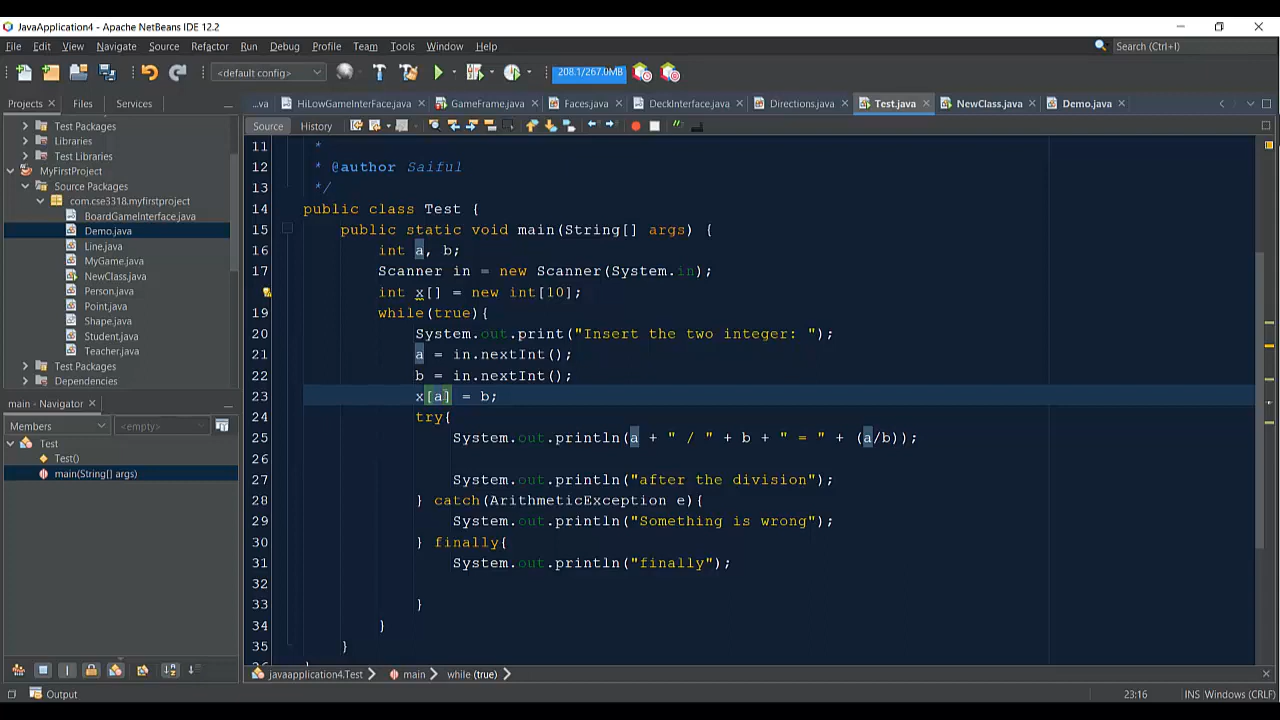 JavaApplication4 - Apache NetBeans IDE 12.2
File Edit View Navigate Source Refactor Run Debug Profile Team Tools Window Help
Search (Ctrl+I)
<default config>
208.1/267.0MB
Projects Files Services
...va HiLowGameInterFace.java GameFrame.java Faces.java DeckInterface.java Directions.java Test.java NewClass.java Demo.java
Source History
Test Packages
Libraries
Test Libraries
MyFirstProject
Source Packages
com.cse3318.myfirstproject
BoardGameInterface.java
Demo.java
Line.java
MyGame.java
NewClass.java
Person.java
Point.java
Shape.java
Student.java
Teacher.java
Test Packages
Dependencies
main - Navigator
Members <empty>
Test
Test()
main(String[] args)
11 *
12 * @author Saiful
13 */
14 public class Test {
15 public static void main(String[] args) {
16 int a, b;
17 Scanner in = new Scanner(System.in);
18 int x[] = new int[10];
19 while(true){
20 System.out.print("Insert the two integer: ");
21 a = in.nextInt();
22 b = in.nextInt();
23 x[a] = b;
24 try{
25 System.out.println(a + " / " + b + " = " + (a/b));
26
27 System.out.println("after the division");
28 } catch(ArithmeticException e){
29 System.out.println("Something is wrong");
30 } finally{
31 System.out.println("finally");
32
33 }
34 }
35 }
javaapplication4.Test main while (true)
Output
23:16 INS Windows (CRLF)